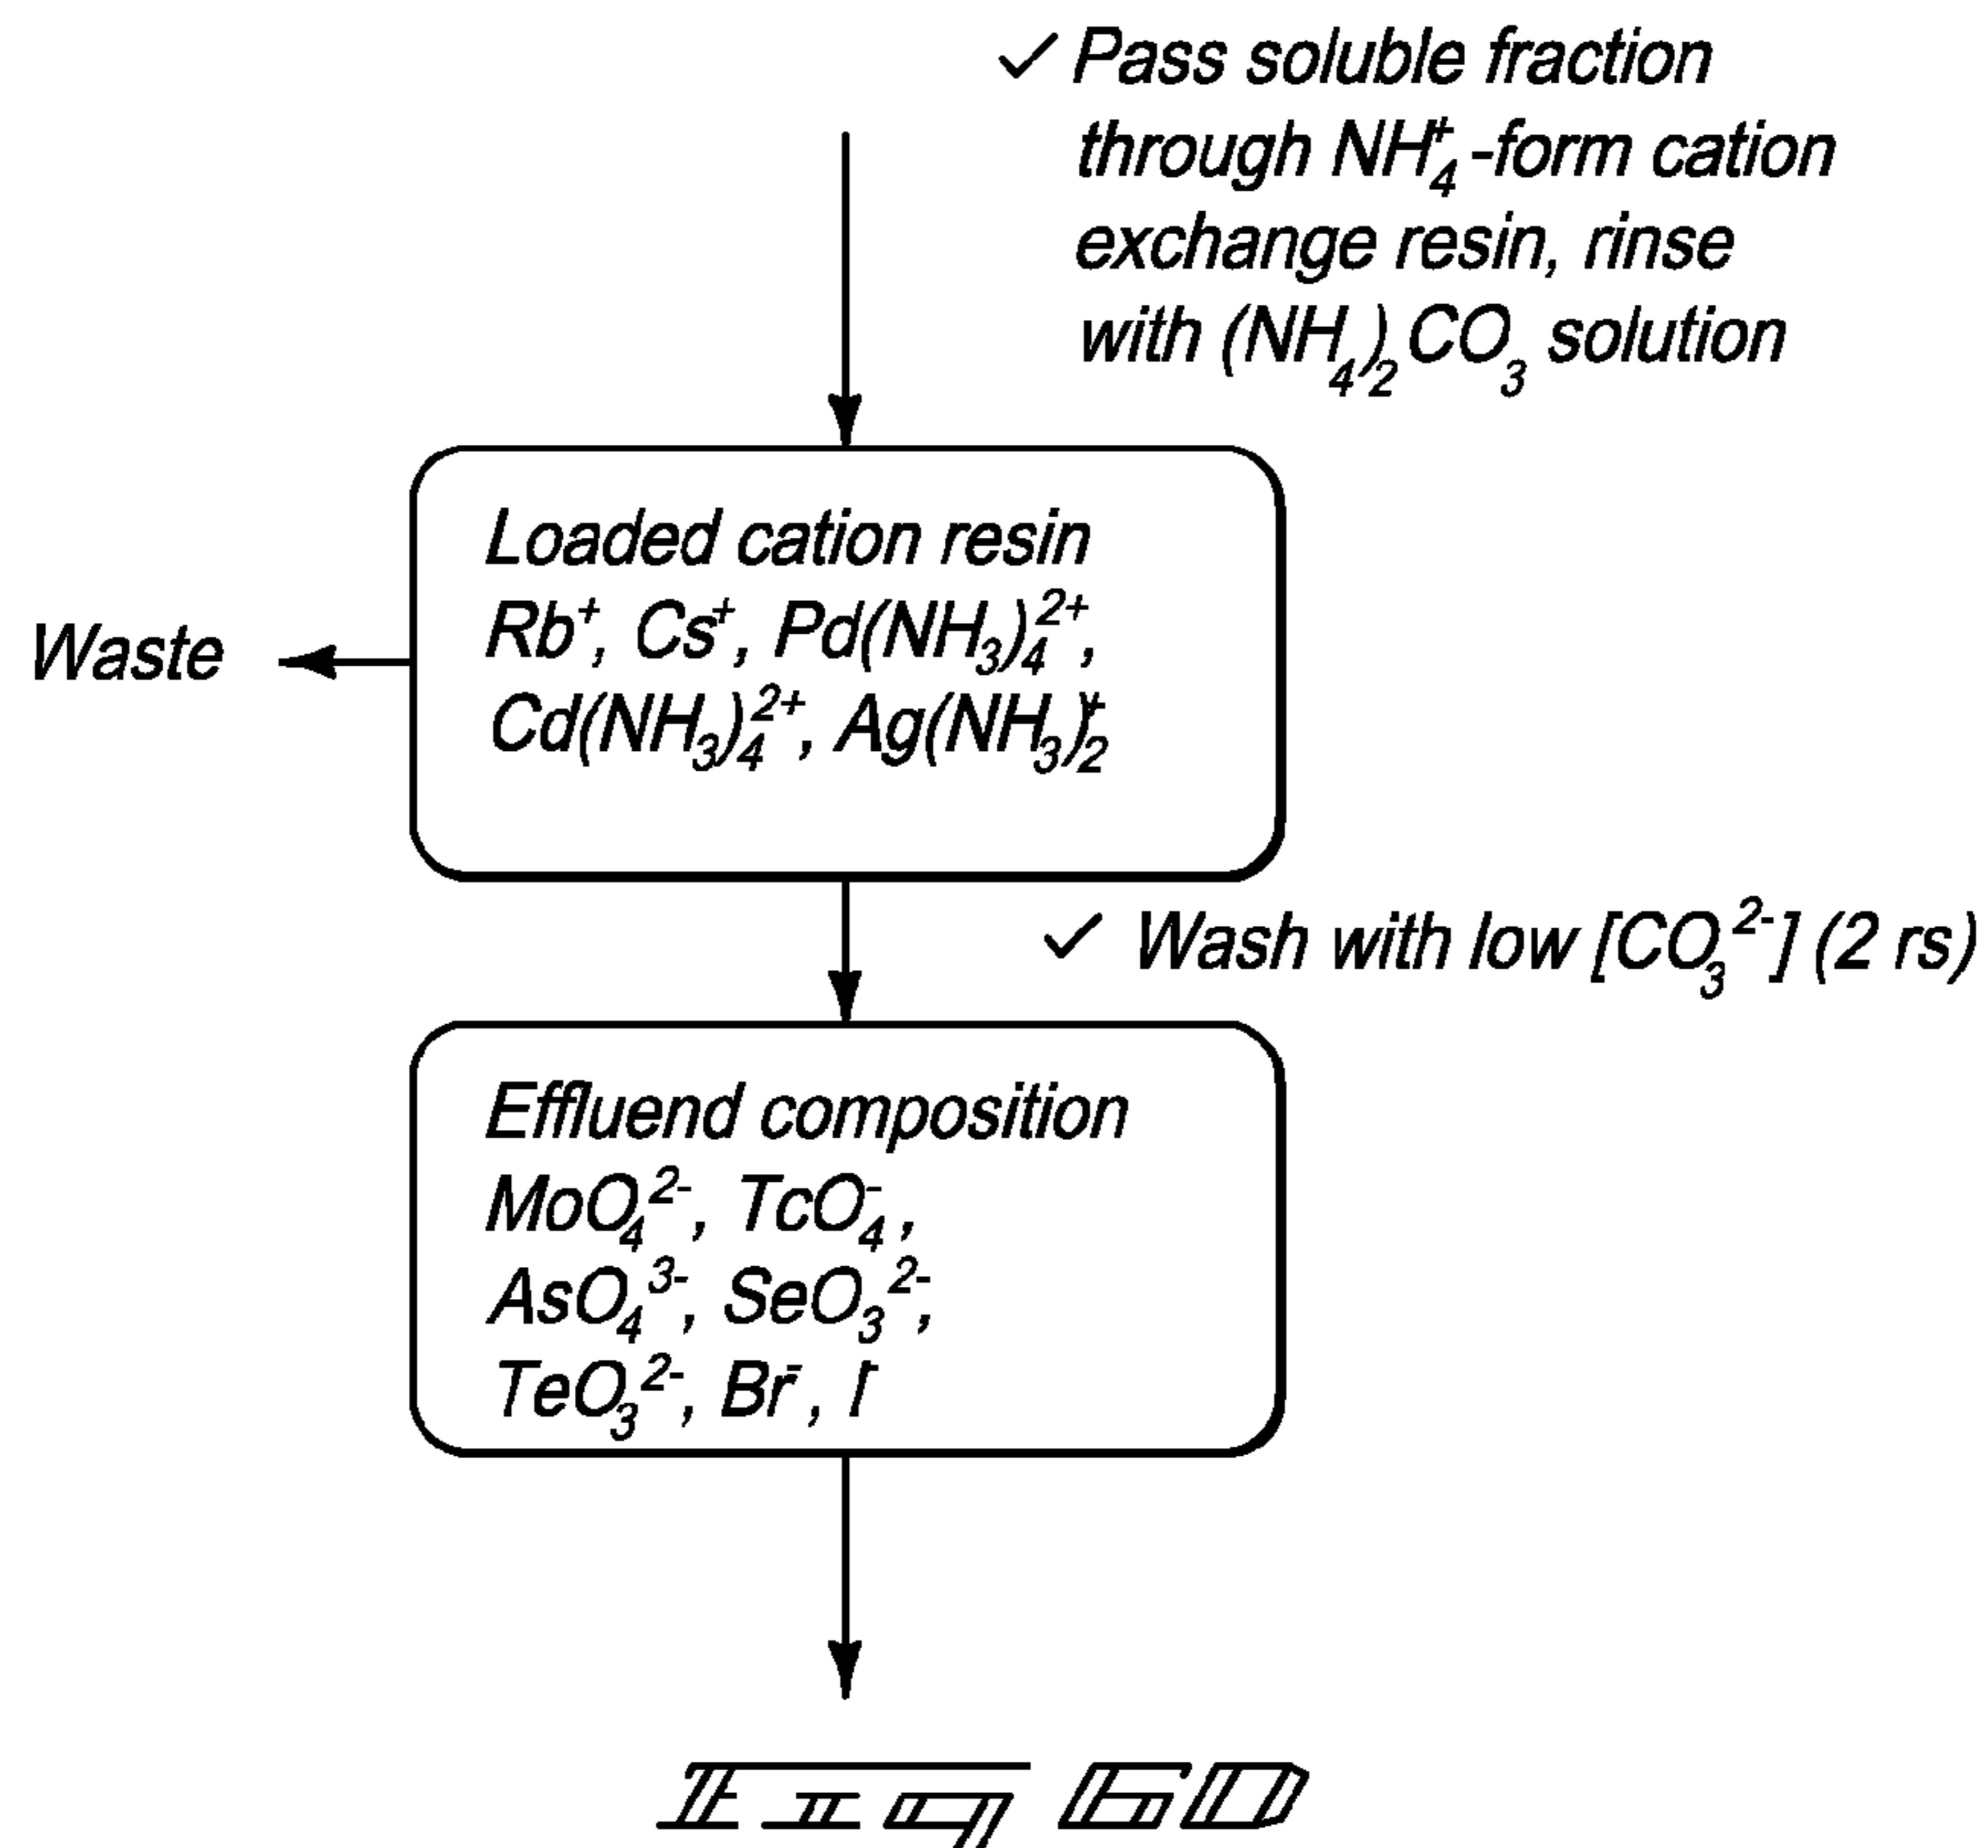 ✓ Pass soluble fraction
through NH₄⁺-form cation
exchange resin, rinse
with (NH₄)₂CO₃ solution
Loaded cation resin
Rb⁺, Cs⁺, Pd(NH₃)₄²⁺,
Cd(NH₃)₄²⁺, Ag(NH₃)₂⁺
Waste
✓ Wash with low [CO₃²⁻] (2 rs)
Effluend composition
MoO₄²⁻, TcO₄⁻,
AsO₄³⁻, SeO₃²⁻,
TeO₃²⁻, Br⁻, I⁻
Fig 6D